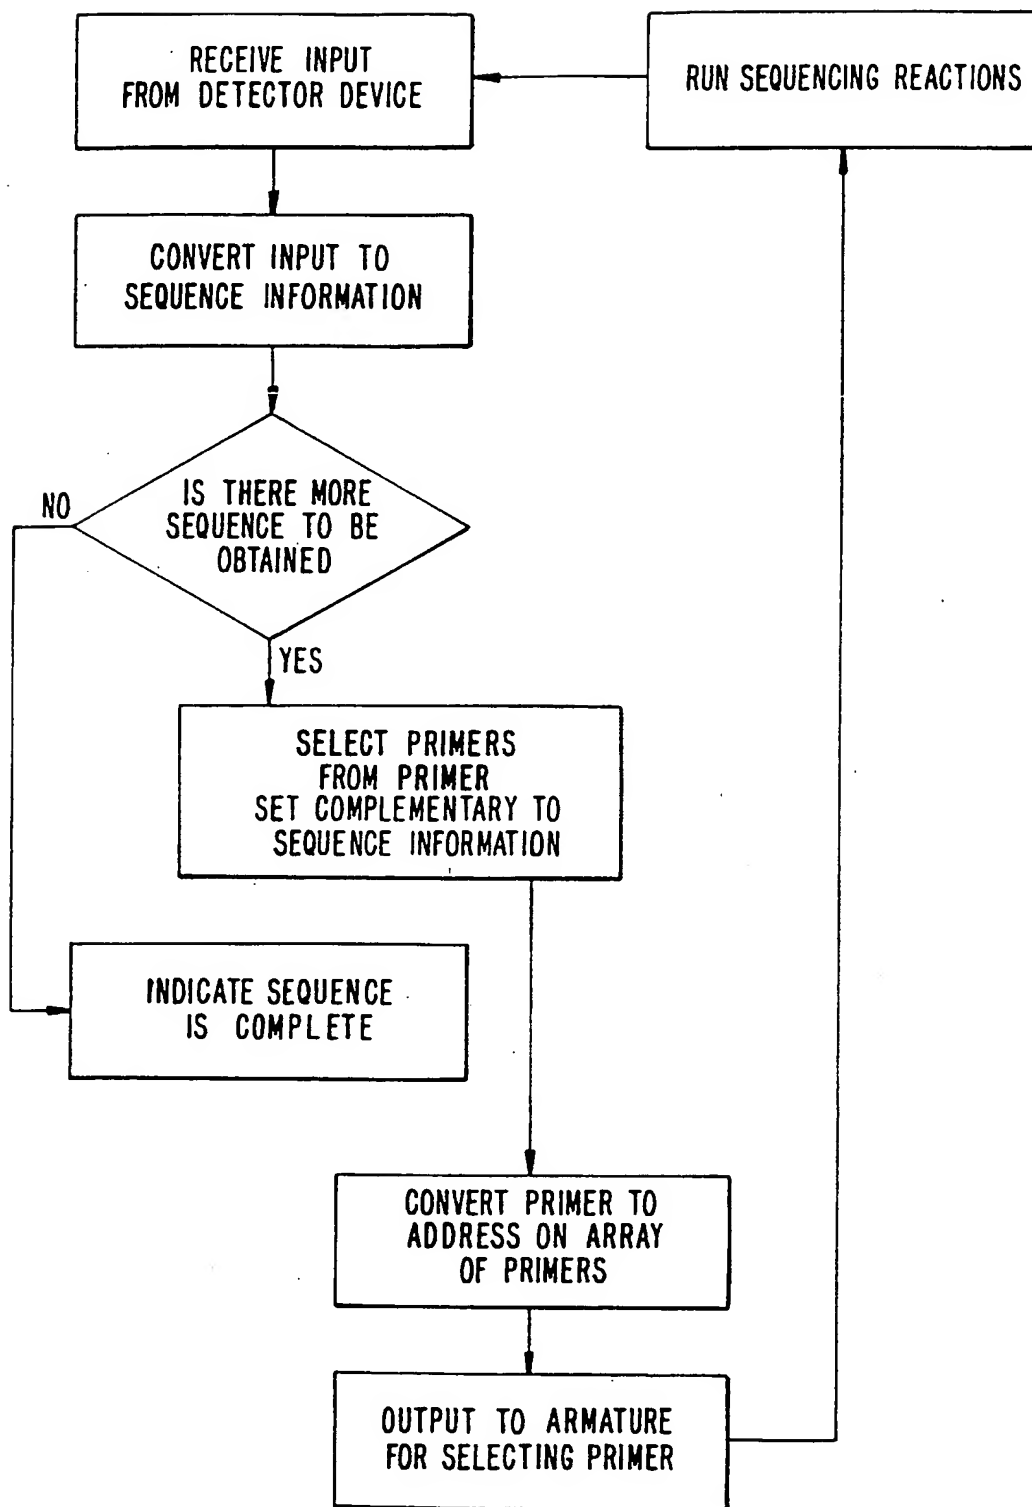 RECEIVE INPUT
FROM DETECTOR DEVICE
RUN SEQUENCING REACTIONS
CONVERT INPUT TO
SEQUENCE INFORMATION
IS THERE MORE
SEQUENCE TO BE
OBTAINED
NO
YES
SELECT PRIMERS
FROM PRIMER
SET COMPLEMENTARY TO
SEQUENCE INFORMATION
INDICATE SEQUENCE
IS COMPLETE
CONVERT PRIMER TO
ADDRESS ON ARRAY
OF PRIMERS
OUTPUT TO ARMATURE
FOR SELECTING PRIMER